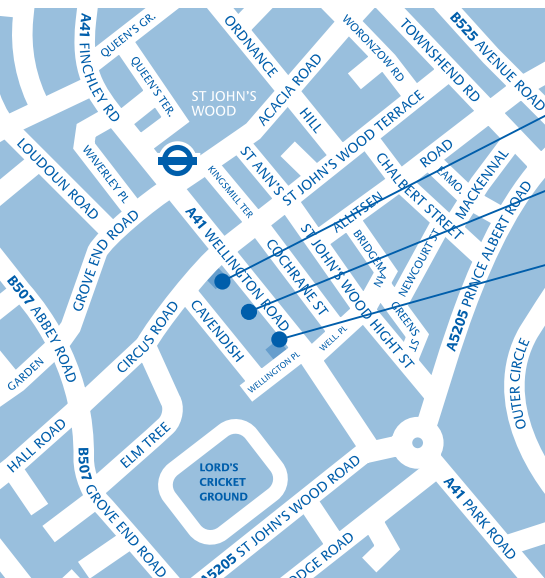 A41 FINCHLEY RD
QUEEN'S GR.
QUEEN'S TER.
ORDNANCE
HILL
WORONZOW RD
TOWNSHEND RD
B525 AVENUE ROAD
ST JOHN'S
WOOD
ACACIA ROAD
LOUDOUN ROAD
WAVERLEY PL
KINGSMILL TER
ST ANN'S
ST JOHN'S WOOD TERRACE
CHALBERT STREET
ROAD
ALLITSEN
MACKENNAL
A41 WELLINGTON ROAD
COCHRANE ST
ST JOHN'S WOOD HIGHT ST
BRIDGEMAN
NEWCOURT ST
GREENS ST
A5205 PRINCE ALBERT ROAD
GROVE END ROAD
B507 ABBEY ROAD
CIRCUS ROAD
CAVENDISH
WELL. PL
WELLINGTON PL
GARDEN
OUTER CIRCLE
HALL ROAD
ELM TREE
B507 GROVE END ROAD
LORD'S
CRICKET
GROUND
A5205 ST JOHN'S WOOD ROAD
A41 PARK ROAD